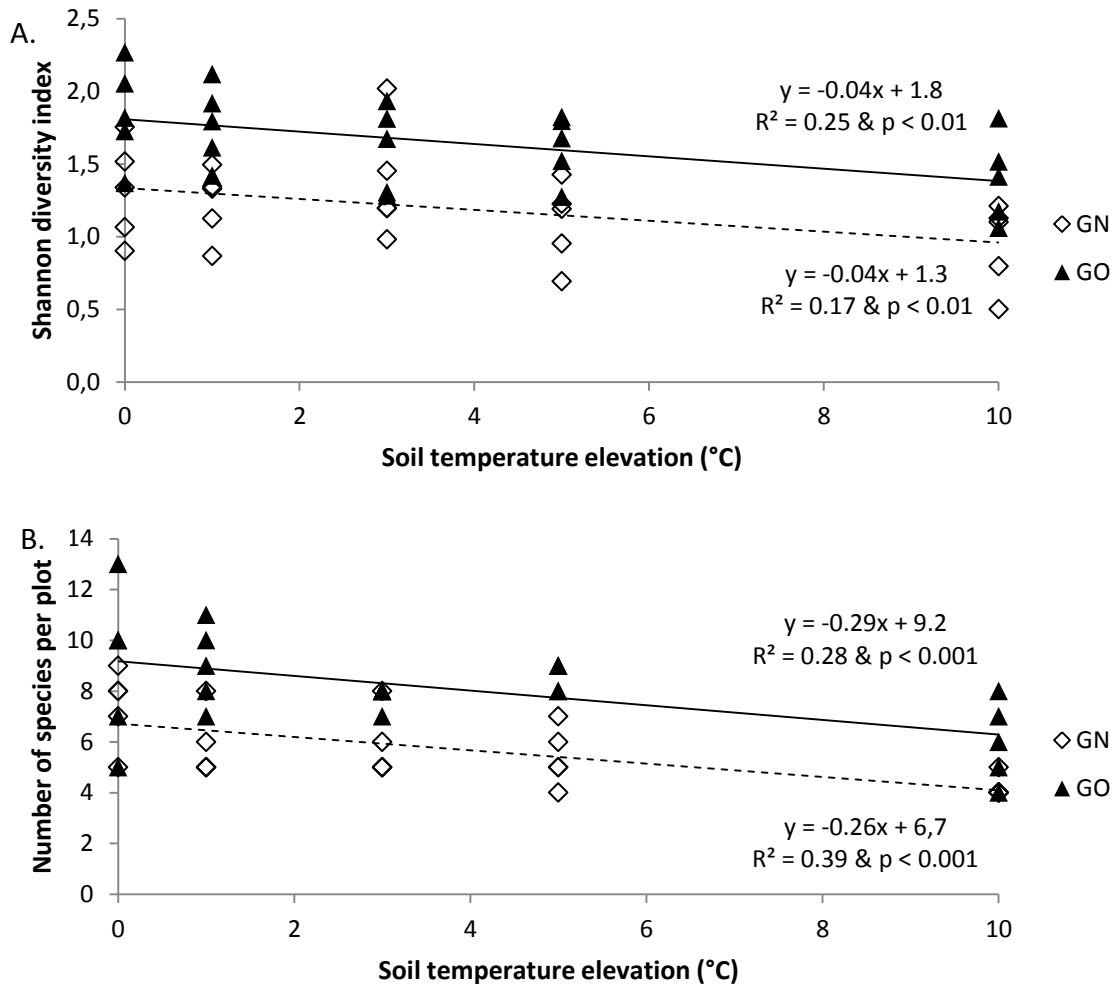 A.
2,5
2,0
1,5
1,0
0,5
0,0
Shannon diversity index
y = -0.04x + 1.8
R² = 0.25 & p < 0.01
y = -0.04x + 1.3
R² = 0.17 & p < 0.01
GN
GO
0 2 4 6 8 10
Soil temperature elevation (°C)
B.
14
12
10
8
6
4
2
0
Number of species per plot
y = -0.29x + 9.2
R² = 0.28 & p < 0.001
y = -0.26x + 6,7
R² = 0.39 & p < 0.001
GN
GO
0 2 4 6 8 10
Soil temperature elevation (°C)